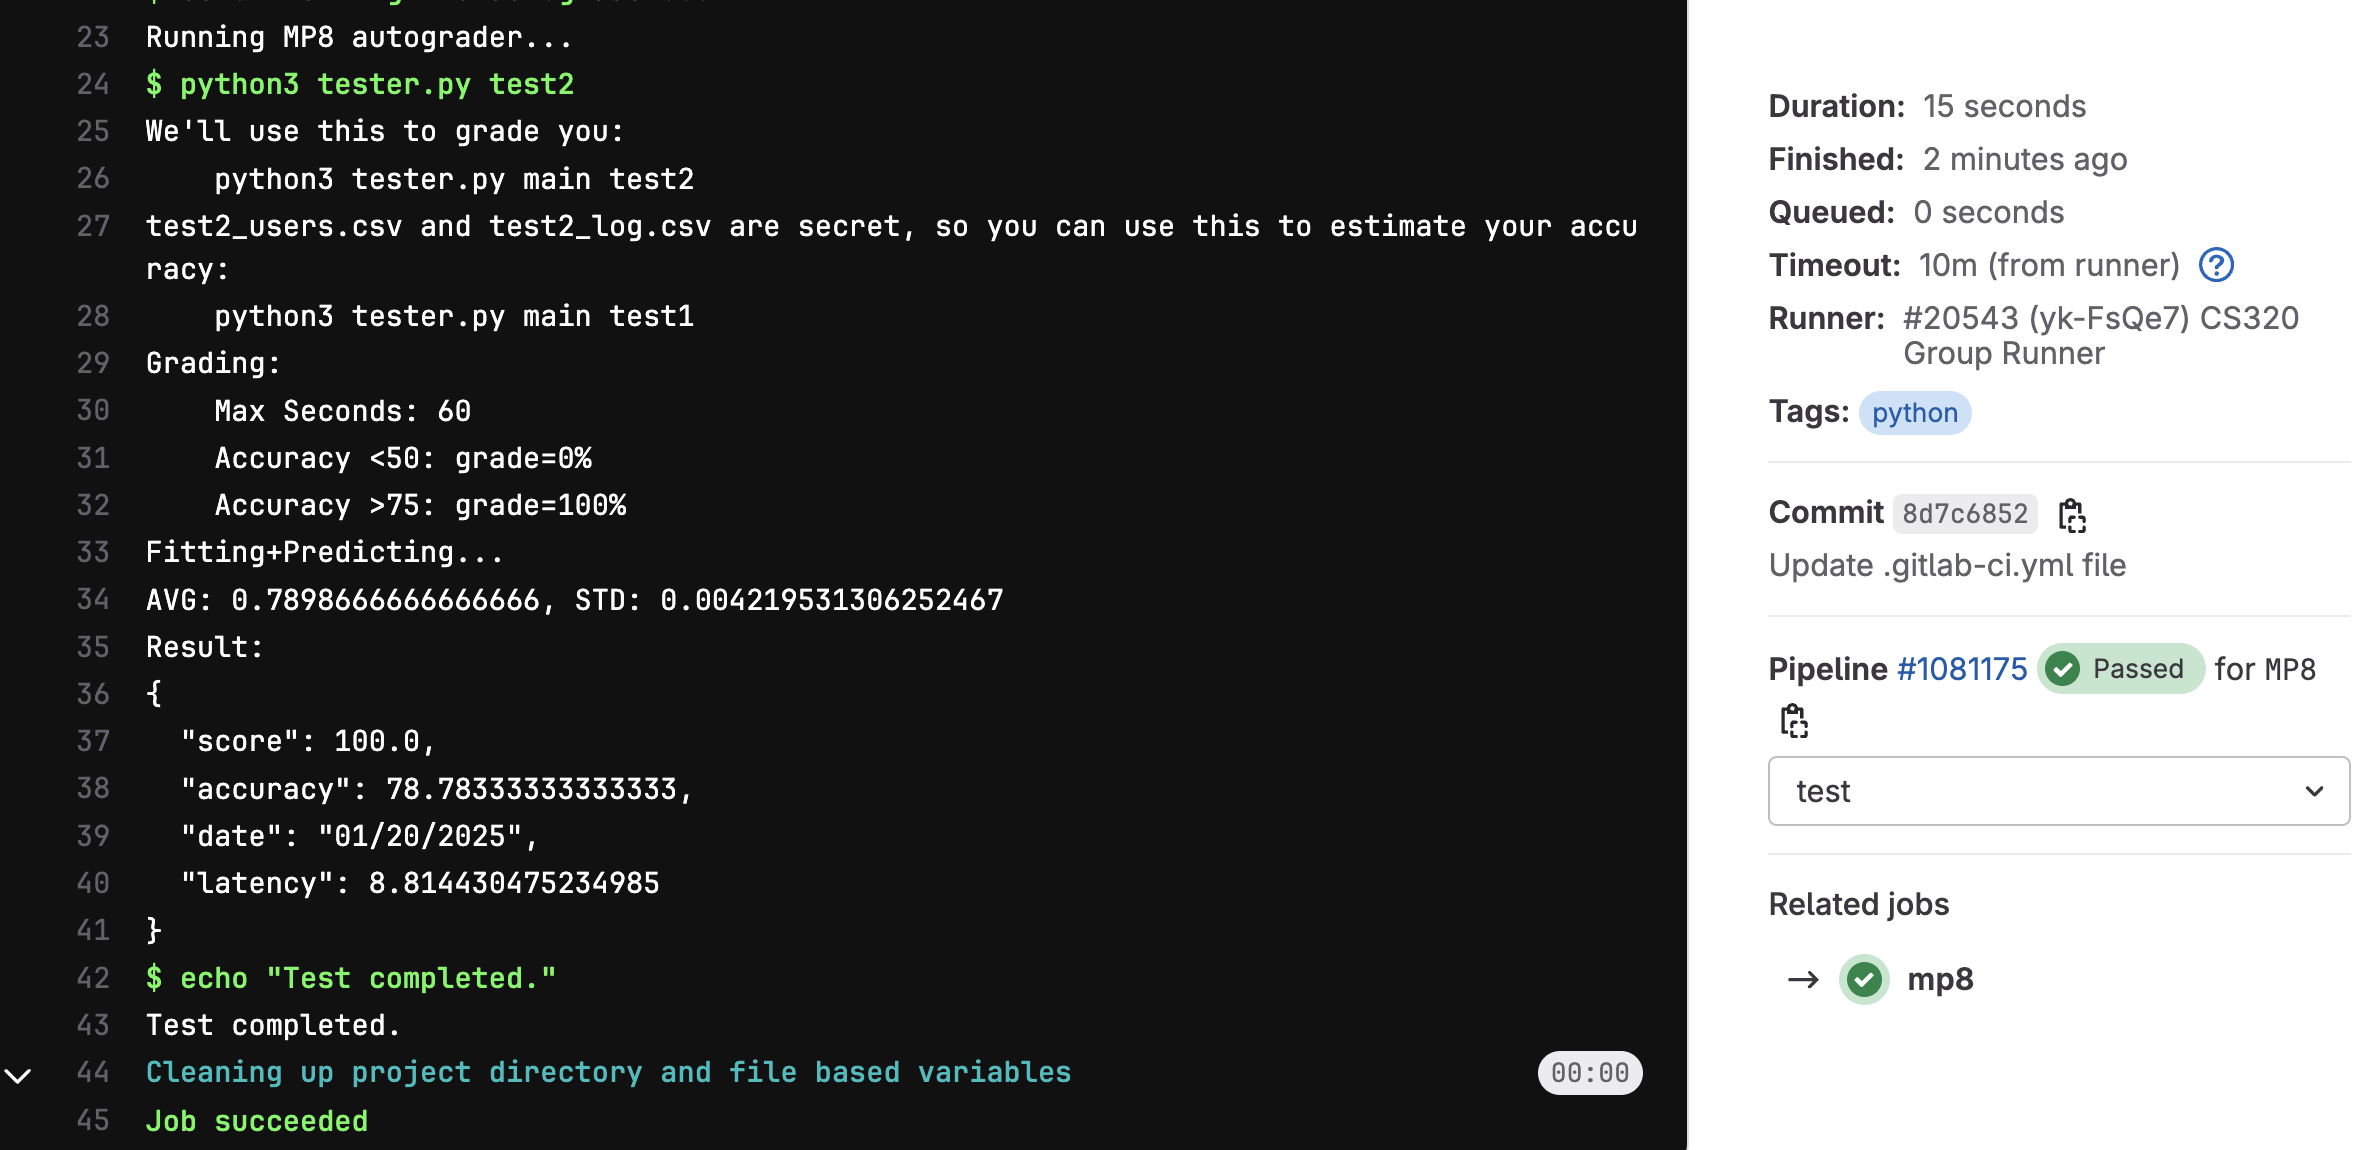 23 Running MP8 autograder...
24 $ python3 tester.py test2
25 We'll use this to grade you:
26     python3 tester.py main test2
27 test2_users.csv and test2_log.csv are secret, so you can use this to estimate your accu
racy:
28     python3 tester.py main test1
29 Grading:
30     Max Seconds: 60
31     Accuracy <50: grade=0%
32     Accuracy >75: grade=100%
33 Fitting+Predicting...
34 AVG: 0.7898666666666666, STD: 0.004219531306252467
35 Result:
36 {
37   "score": 100.0,
38   "accuracy": 78.78333333333333,
39   "date": "01/20/2025",
40   "latency": 8.814430475234985
41 }
42 $ echo "Test completed."
43 Test completed.
44 Cleaning up project directory and file based variables 00:00
45 Job succeeded
Duration: 15 seconds
Finished: 2 minutes ago
Queued: 0 seconds
Timeout: 10m (from runner) ?
Runner: #20543 (yk-FsQe7) CS320
Group Runner
Tags: python
Commit 8d7c6852
Update .gitlab-ci.yml file
Pipeline #1081175 Passed for MP8
test
Related jobs
→ mp8